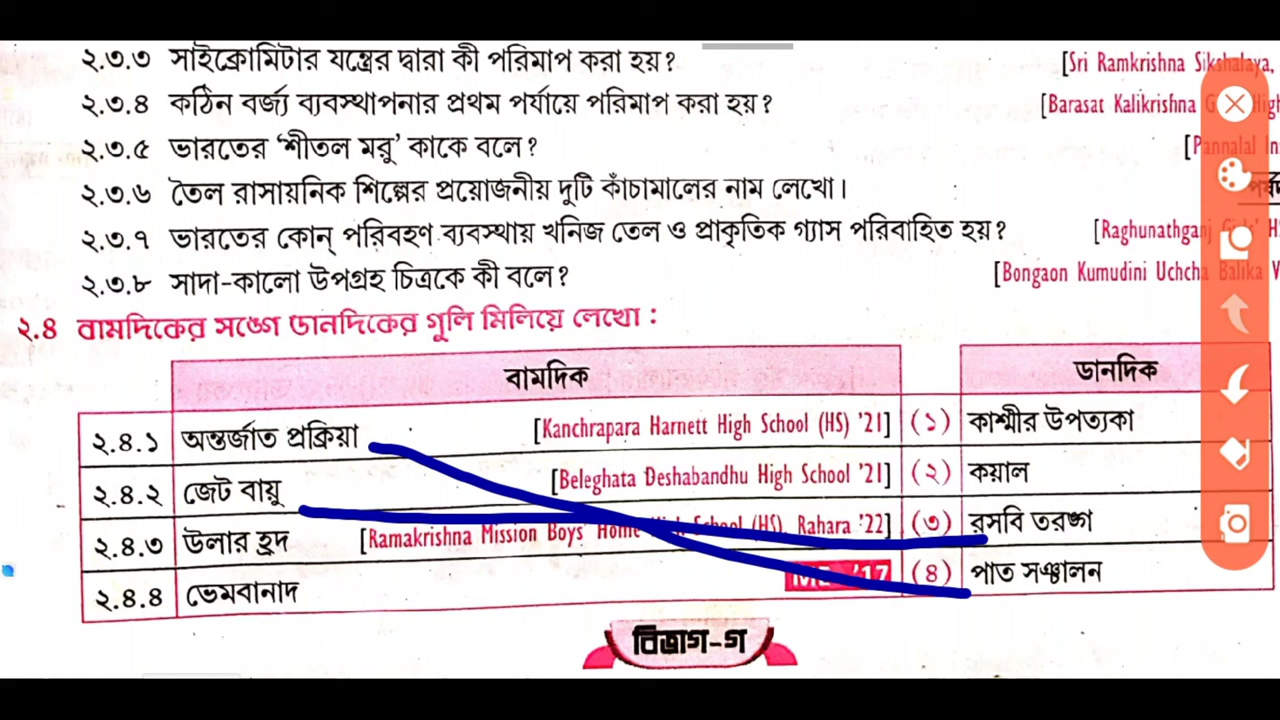 ২.৩.৩ সাইক্রোমিটার যন্ত্রের দ্বারা কী পরিমাপ করা হয়? [Sri Ramkrishna Sikshalaya,
২.৩.৪ কঠিন বর্জ্য ব্যবস্থাপনার প্রথম পর্যায়ে পরিমাপ করা হয়? [Barasat Kalikrishna
২.৩.৫ ভারতের ‘শীতল মরু’ কাকে বলে? [Pannalal
২.৩.৬ তৈল রাসায়নিক শিল্পের প্রয়োজনীয় দুটি কাঁচামালের নাম লেখো।
২.৩.৭ ভারতের কোন্ পরিবহণ ব্যবস্থায় খনিজ তেল ও প্রাকৃতিক গ্যাস পরিবাহিত হয়? [Raghunathganj
২.৩.৮ সাদা-কালো উপগ্রহ চিত্রকে কী বলে? [Bongaon Kumudini Uchcha Balika V
২.৪ বামদিকের সঙ্গে ডানদিকের গুলি মিলিয়ে লেখো :
বামদিক ডানদিক
২.৪.১ অন্তর্জাত প্রক্রিয়া [Kanchrapara Harnett High School (HS) '21] (১) কাশ্মীর উপত্যকা
২.৪.২ জেট বায়ু [Beleghata Deshabandhu High School '21] (২) কয়াল
২.৪.৩ উলার হ্রদ [Ramakrishna Mission Boys' Home High School (HS), Rahara '22] (৩) রসবি তরঙ্গ
২.৪.৪ ভেমবানাদ '17 (৪) পাত সঞ্চালন
বিভাগ-গ